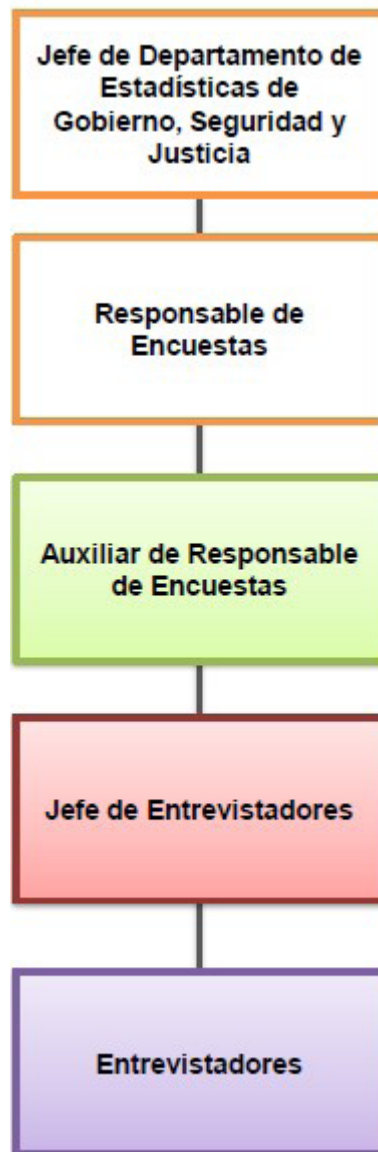 Jefe de Departamento de
Estadísticas de
Gobierno, Seguridad y
Justicia
Responsable de
Encuestas
Auxiliar de Responsable
de Encuestas
Jefe de Entrevistadores
Entrevistadores